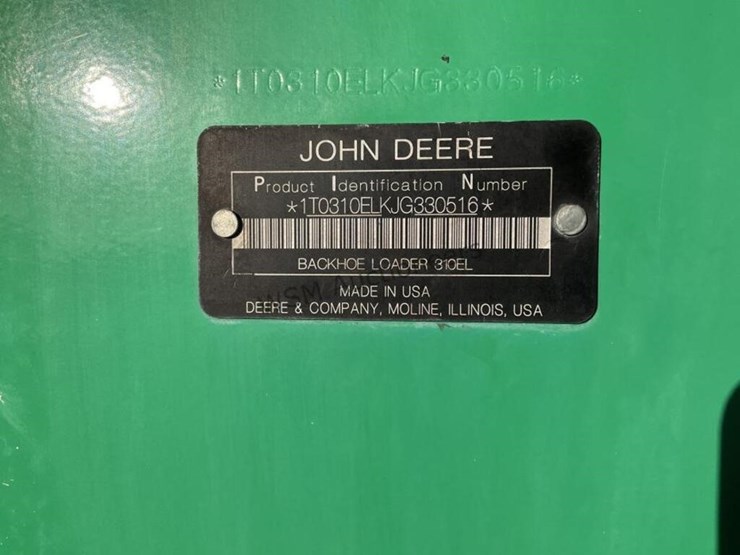 *1T0310ELKJG330516*
JOHN DEERE
Product Identification Number
*1T0310ELKJG330516*
BACKHOE LOADER 310EL
MADE IN USA
DEERE & COMPANY, MOLINE, ILLINOIS, USA